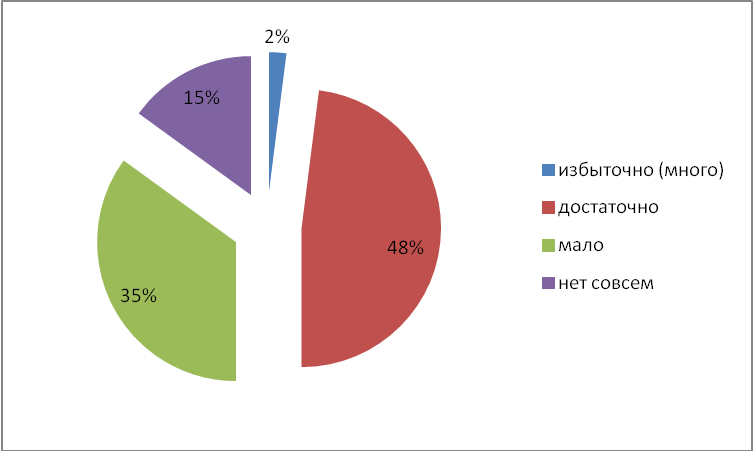 2%
15%
48%
35%
избыточно (много)
достаточно
мало
нет совсем